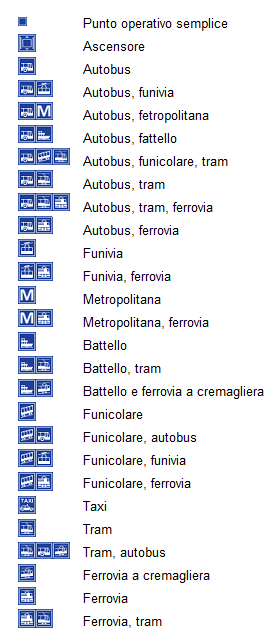 Punto operativo semplice
Ascensore
Autobus
Autobus, funivia
M Autobus, fetropolitana
Autobus, fattello
Autobus, funicolare, tram
Autobus, tram
Autobus, tram, ferrovia
Autobus, ferrovia
Funivia
Funivia, ferrovia
M Metropolitana
M Metropolitana, ferrovia
Battello
Battello, tram
Battello e ferrovia a cremagliera
Funicolare
Funicolare, autobus
Funicolare, funivia
Funicolare, ferrovia
TAXI Taxi
Tram
Tram, autobus
Ferrovia a cremagliera
Ferrovia
Ferrovia, tram